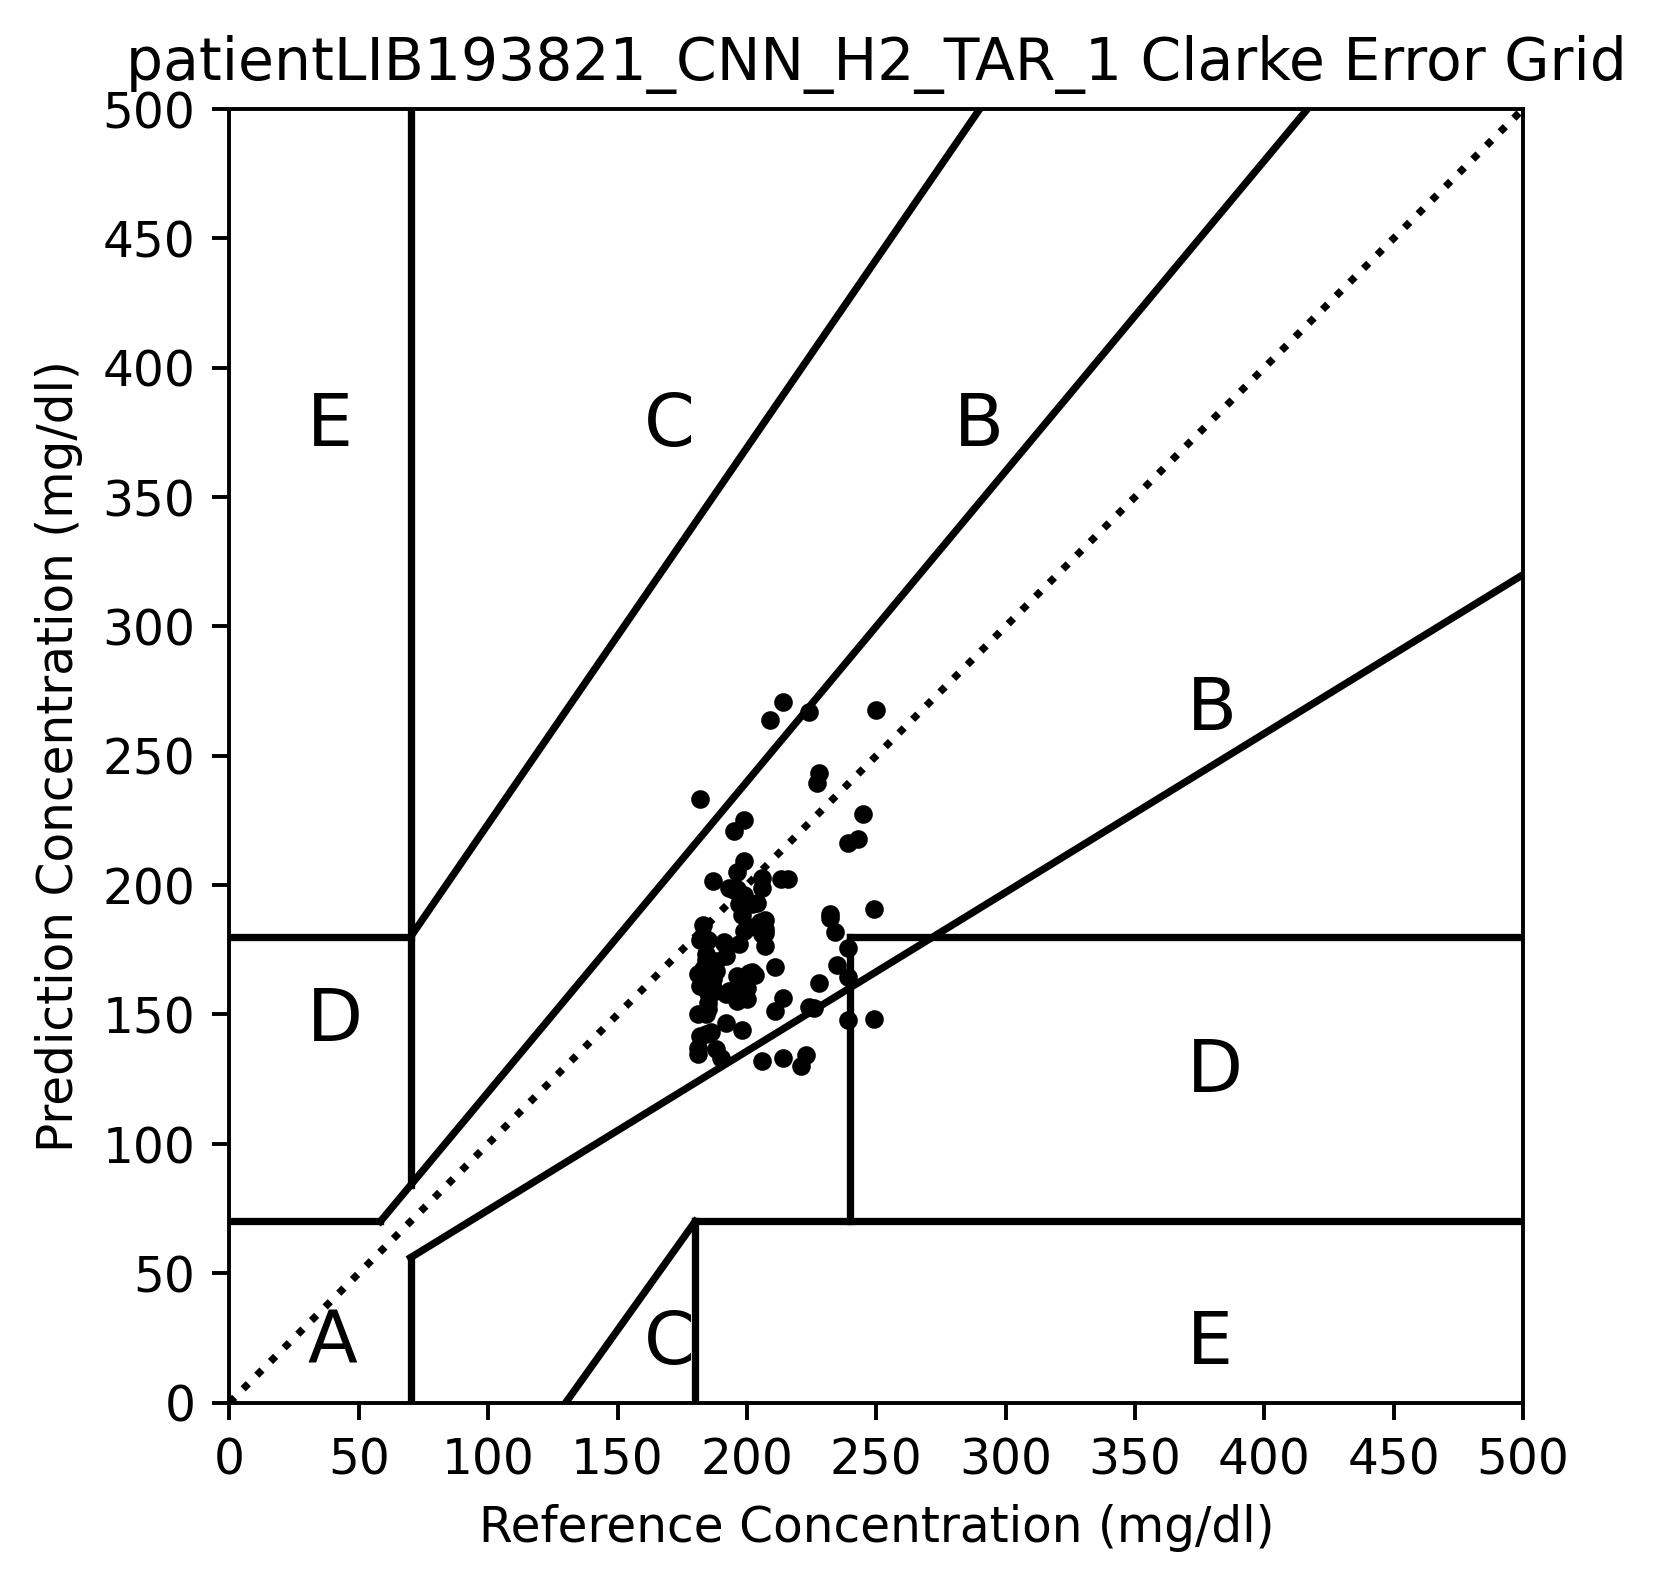 patientLIB193821_CNN_H2_TAR_1 Clarke Error Grid
500
450
400
350
300
250
200
150
100
50
0
Prediction Concentration (mg/dl)
E
C
B
B
D
D
A
C
E
0 50 100 150 200 250 300 350 400 450 500
Reference Concentration (mg/dl)